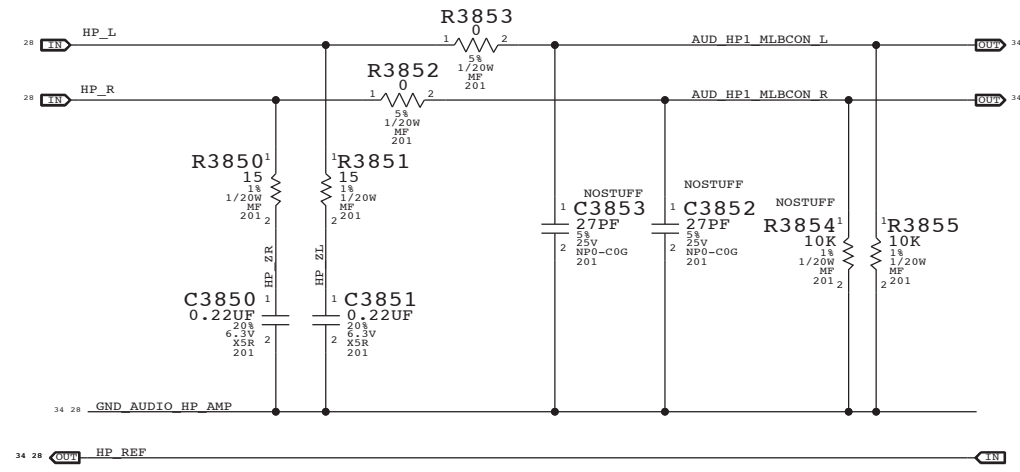 R3853
0
28 IN HP_L 1 2 AUD_HP1_MLBCON_L OUT 34
5%
1/20W
MF
201
R3852
0
28 IN HP_R 1 2 AUD_HP1_MLBCON_R OUT 34
5%
1/20W
MF
201
R3850 1
15
1%
1/20W
MF
201
2
1 R3851
15
1%
1/20W
MF
201
2
HP_ZR
HP_ZL
C3850 1
0.22UF
20%
6.3V
X5R
201
2
1 C3851
0.22UF
20%
6.3V
X5R
201
2
NOSTUFF
1 C3853
27PF
5%
25V
NP0-C0G
201
2
NOSTUFF
1 C3852
27PF
5%
25V
NP0-C0G
201
2
NOSTUFF
R3854 1
10K
1%
1/20W
MF
201
2
1 R3855
10K
1%
1/20W
MF
201
2
34 28 GND_AUDIO_HP_AMP
34 28 OUT HP_REF IN